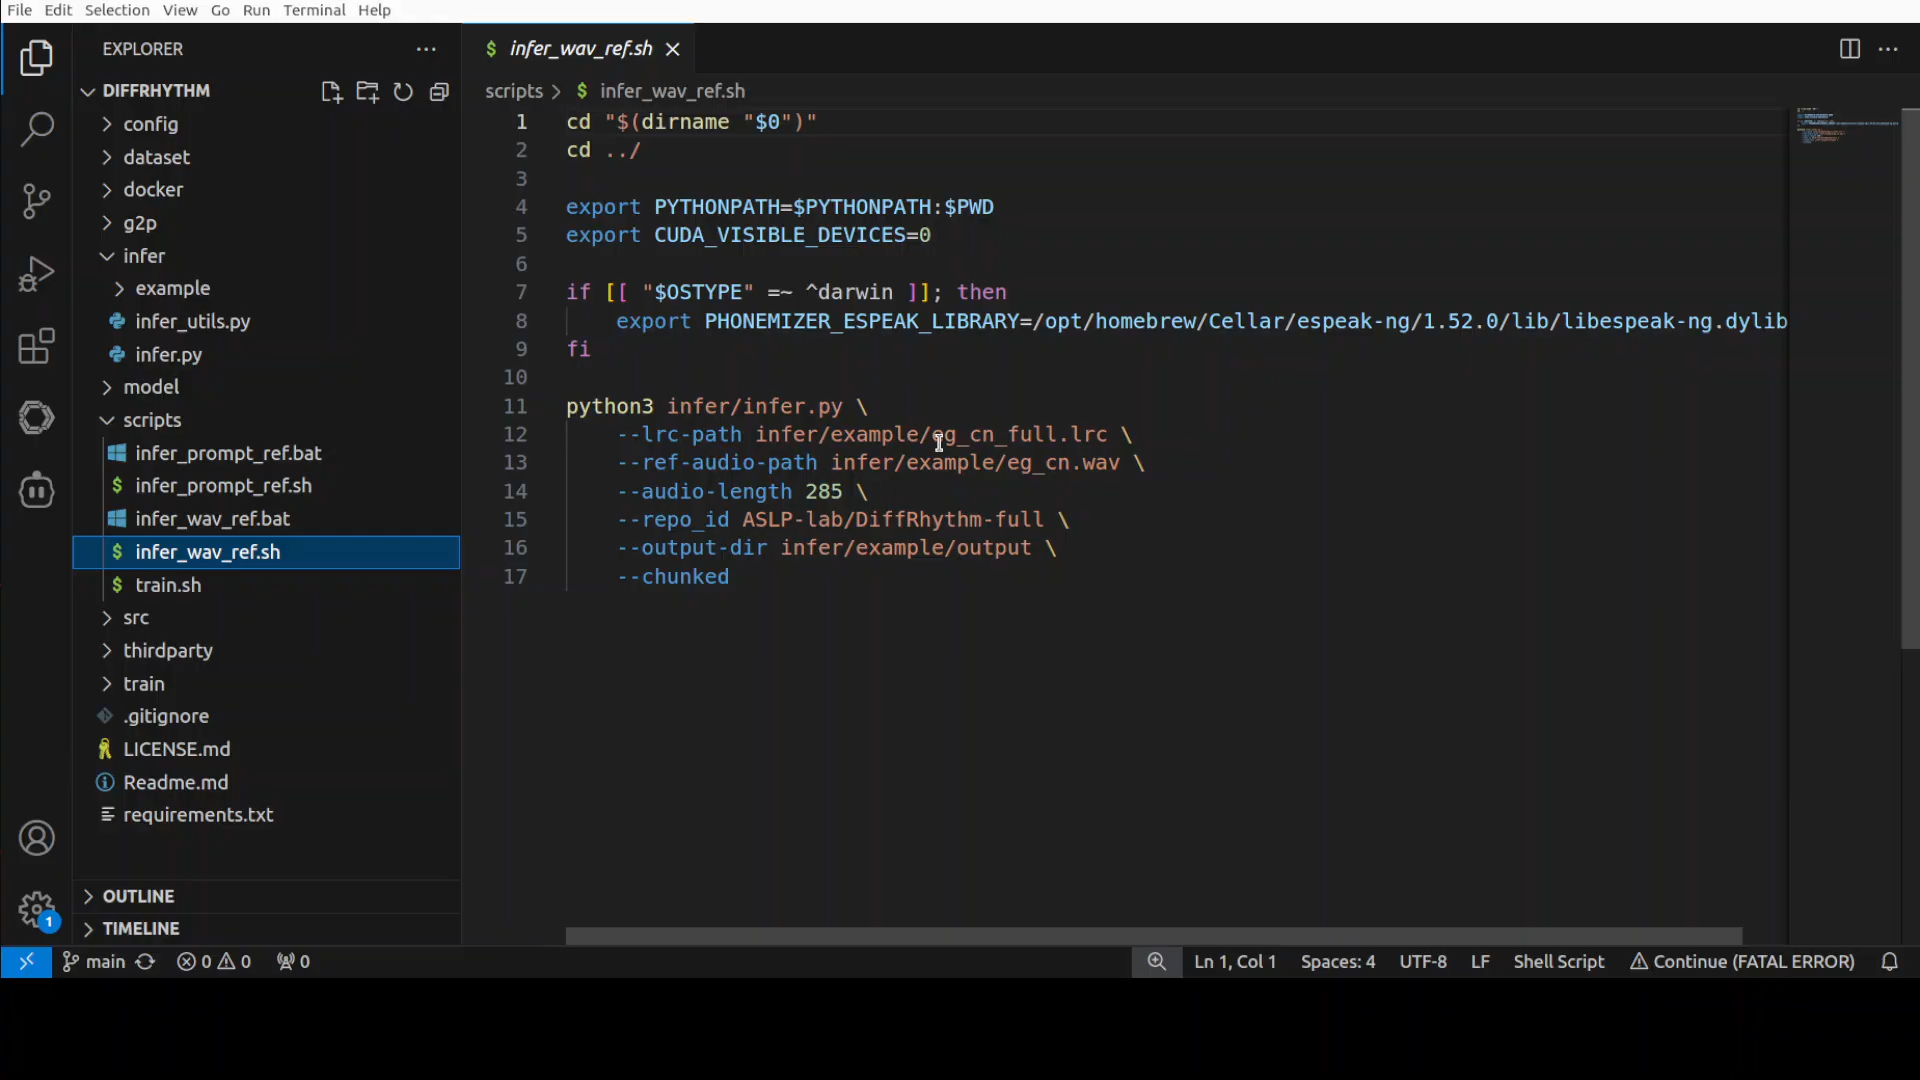 File Edit Selection View Go Run Terminal Help
EXPLORER
DIFFRHYTHM
config
dataset
docker
g2p
infer
example
infer_utils.py
infer.py
model
scripts
infer_prompt_ref.bat
$ infer_prompt_ref.sh
infer_wav_ref.bat
$ infer_wav_ref.sh
$ train.sh
src
thirdparty
train
.gitignore
LICENSE.md
Readme.md
requirements.txt
OUTLINE
TIMELINE
$ infer_wav_ref.sh
scripts > $ infer_wav_ref.sh
1 cd "$(dirname "$0")"
2 cd ../
3
4 export PYTHONPATH=$PYTHONPATH:$PWD
5 export CUDA_VISIBLE_DEVICES=0
6
7 if [[ "$OSTYPE" =~ ^darwin ]]; then
8 export PHONEMIZER_ESPEAK_LIBRARY=/opt/homebrew/Cellar/espeak-ng/1.52.0/lib/libespeak-ng.dylib
9 fi
10
11 python3 infer/infer.py \
12 --lrc-path infer/example/eg_cn_full.lrc \
13 --ref-audio-path infer/example/eg_cn.wav \
14 --audio-length 285 \
15 --repo_id ASLP-lab/DiffRhythm-full \
16 --output-dir infer/example/output \
17 --chunked
1
main 0 0 0 Ln 1, Col 1 Spaces: 4 UTF-8 LF Shell Script Continue (FATAL ERROR)